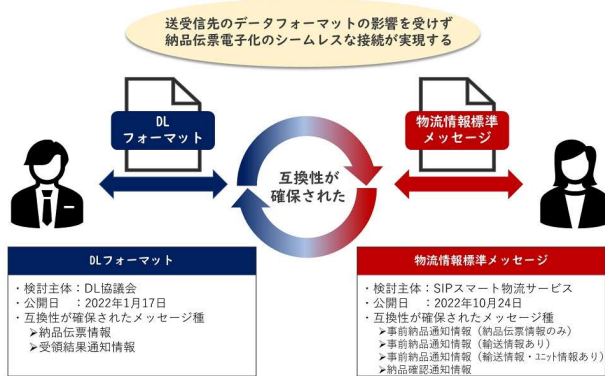 送受信先のデータフォーマットの影響を受けず
納品伝票電子化のシームレスな接続が実現する
DL
フォーマット
物流情報標準
メッセージ
互換性が
確保された
DLフォーマット
・検討主体：DL協議会
・公開日　：2022年1月17日
・互換性が確保されたメッセージ種
➤納品伝票情報
➤受領結果通知情報
物流情報標準メッセージ
・検討主体：SIPスマート物流サービス
・公開日　：2022年10月24日
・互換性が確保されたメッセージ種
➤事前納品通知情報（納品伝票情報のみ）
➤事前納品通知情報（輸送情報あり）
➤事前納品通知情報（輸送情報・ユニット情報あり）
➤納品確認通知情報